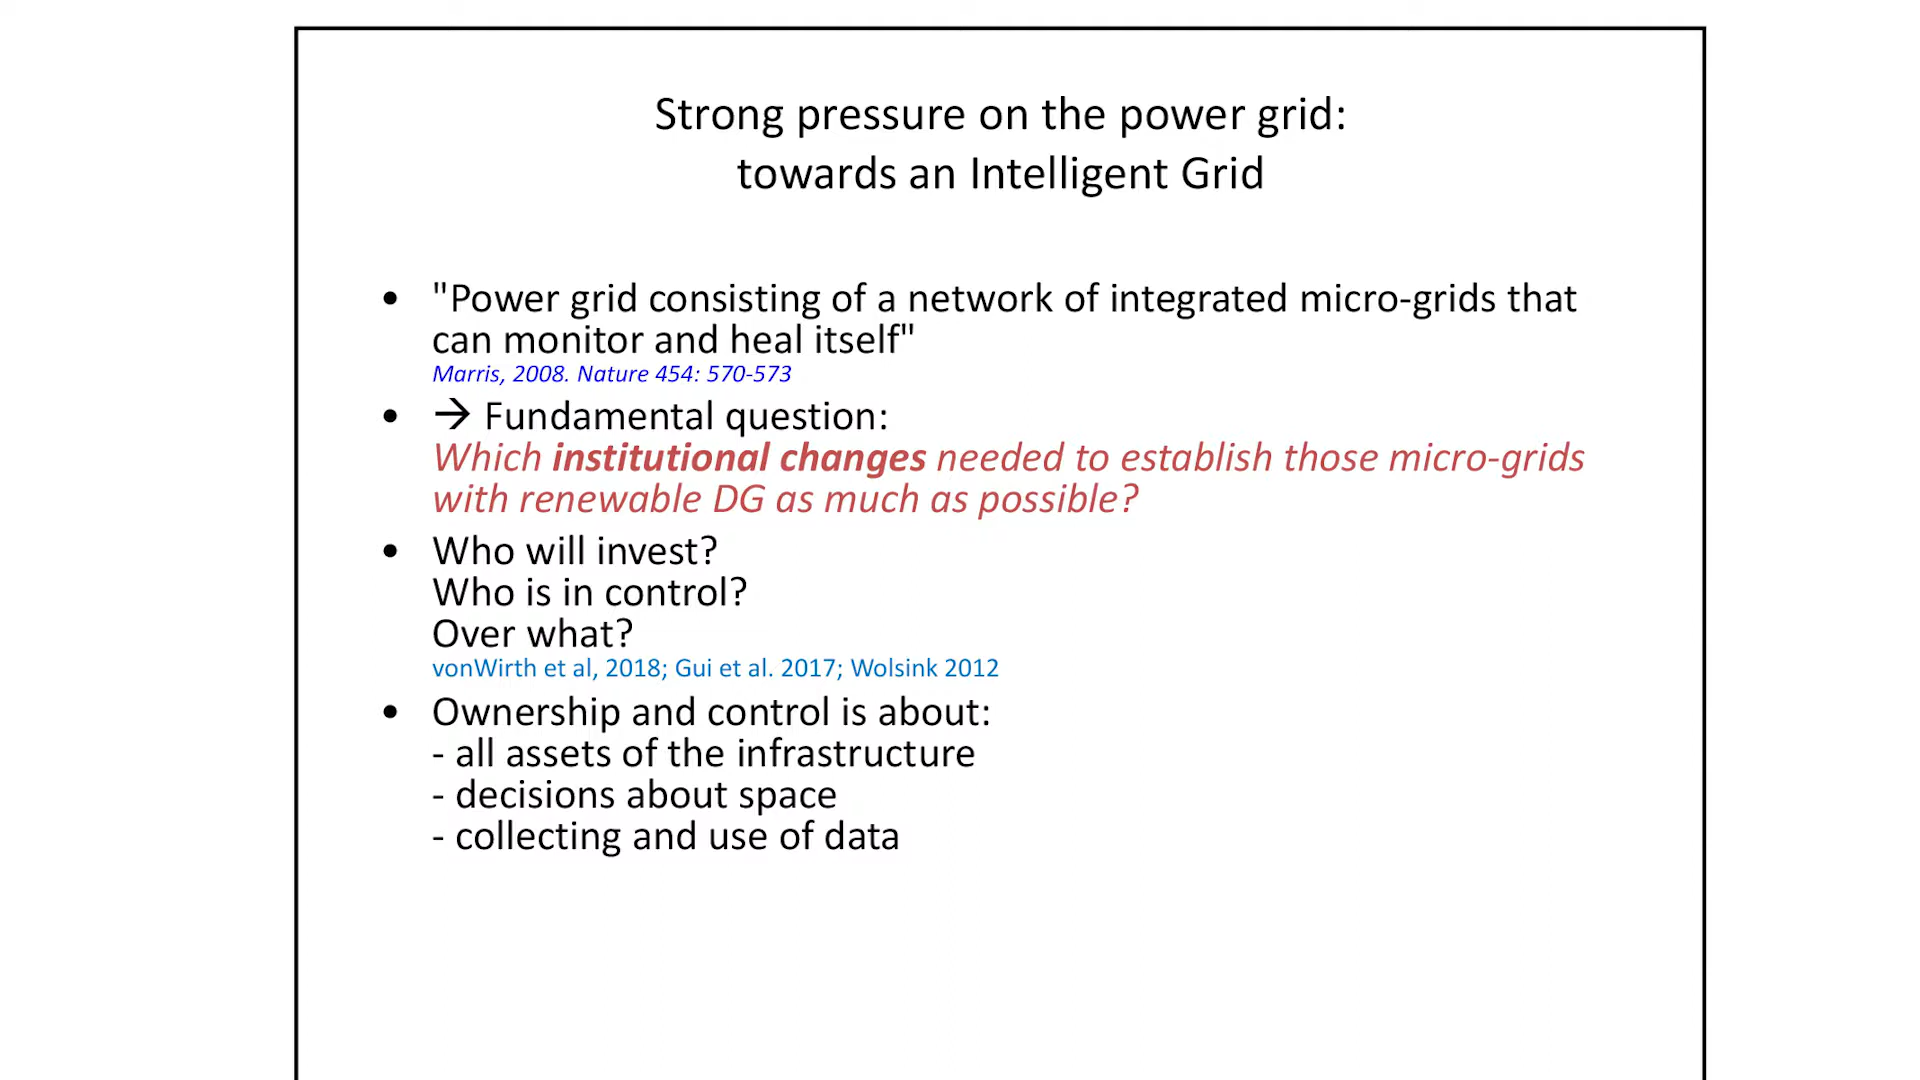 Strong pressure on the power grid:
towards an Intelligent Grid
• "Power grid consisting of a network of integrated micro-grids that
can monitor and heal itself"
Marris, 2008. Nature 454: 570-573
• → Fundamental question:
Which institutional changes needed to establish those micro-grids
with renewable DG as much as possible?
• Who will invest?
Who is in control?
Over what?
vonWirth et al, 2018; Gui et al. 2017; Wolsink 2012
• Ownership and control is about:
- all assets of the infrastructure
- decisions about space
- collecting and use of data